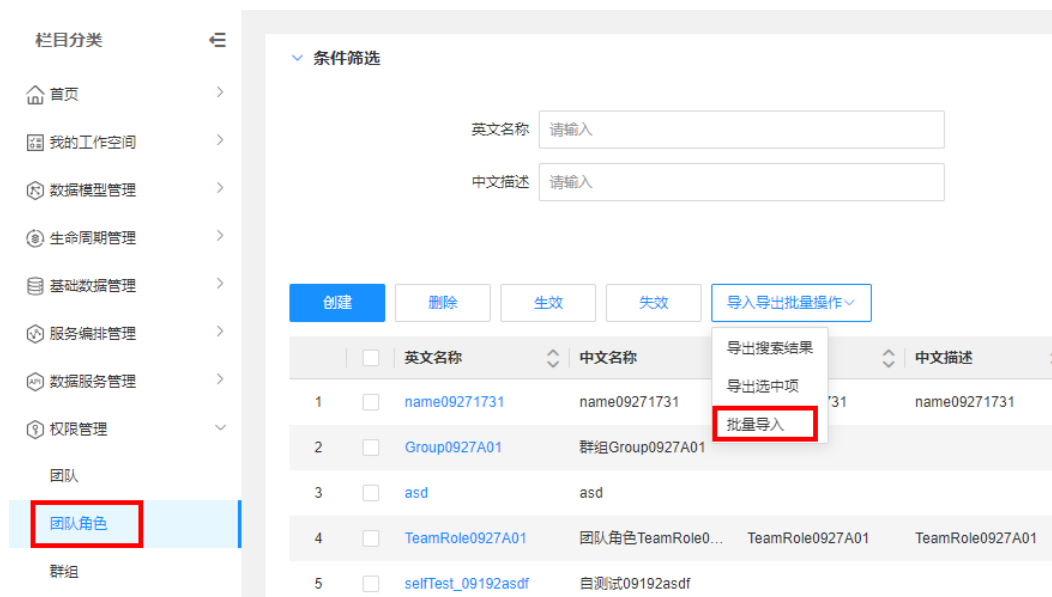 栏目分类
首页
我的工作空间
数据模型管理
生命周期管理
基础数据管理
服务编排管理
数据服务管理
API
权限管理
团队
团队角色
群组
条件筛选
英文名称 请输入
中文描述 请输入
创建 删除 生效 失效 导入导出批量操作
导出搜索结果
导出选中项
批量导入
英文名称 中文名称 中文描述
1 name09271731 name09271731 31 name09271731
2 Group0927A01 群组Group0927A01
3 asd asd
4 TeamRole0927A01 团队角色TeamRole0... TeamRole0927A01 TeamRole0927A01
5 selfTest_09192asdf 自测试09192asdf